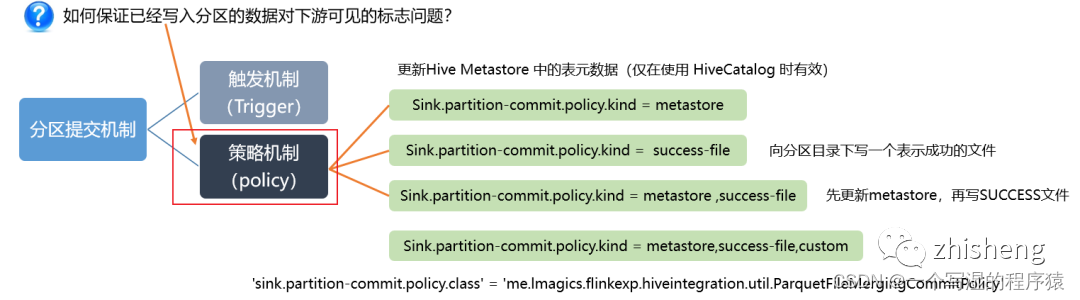 ?
如何保证已经写入分区的数据对下游可见的标志问题?
更新Hive Metastore 中的表元数据（仅在使用 HiveCatalog 时有效）
触发机制
（Trigger）
Sink.partition-commit.policy.kind = metastore
分区提交机制
策略机制
（policy）
Sink.partition-commit.policy.kind = success-file
向分区目录下写一个表示成功的文件
Sink.partition-commit.policy.kind = metastore ,success-file
先更新metastore，再写SUCCESS文件
Sink.partition-commit.policy.kind = metastore,success-file,custom
zhisheng
'sink.partition-commit.policy.class' = 'me.lmagics.flinkexp.hiveintegration.util.ParquetFileMergingCommitPolicy'
CSDN @一个写湿的程序猿